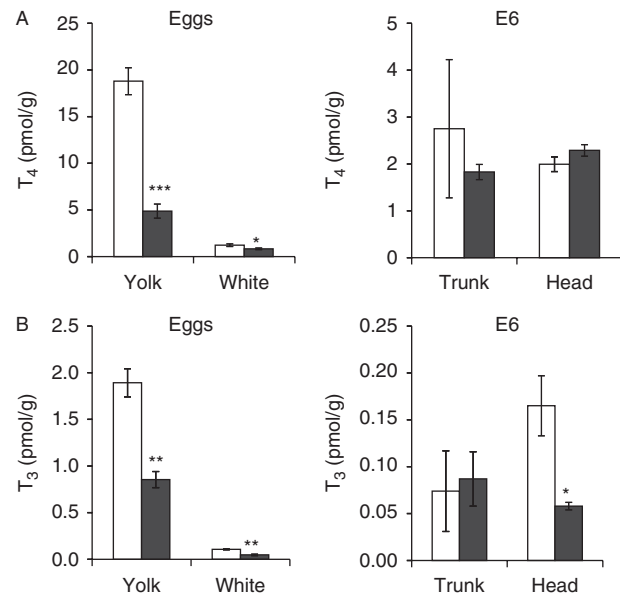 A
Eggs
T4 (pmol/g)
25
20
15
10
5
0
***
*
Yolk
White
E6
T4 (pmol/g)
5
4
3
2
1
0
Trunk
Head
B
Eggs
T3 (pmol/g)
2.5
2.0
1.5
1.0
0.5
0.0
**
**
Yolk
White
E6
T3 (pmol/g)
0.25
0.20
0.15
0.10
0.05
0.00
*
Trunk
Head